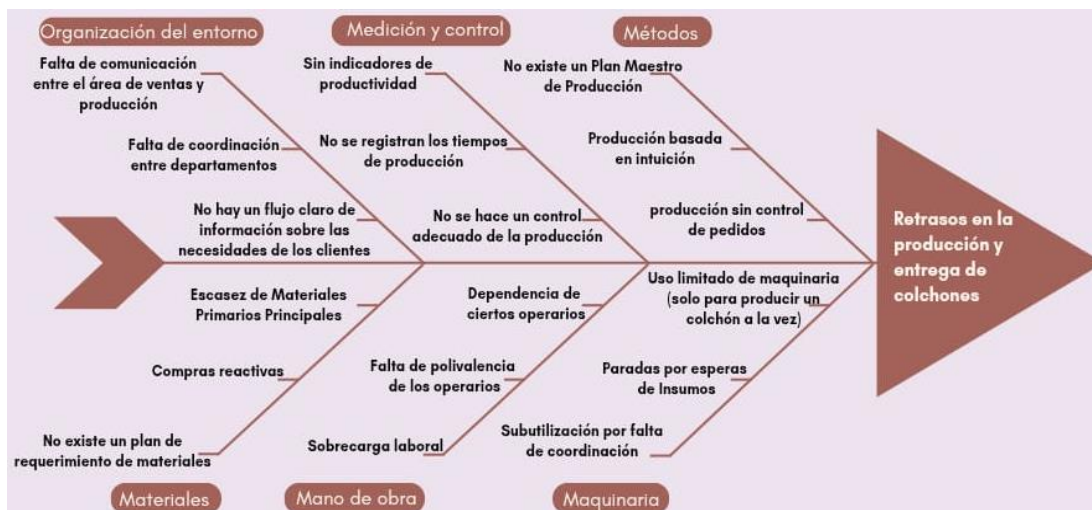 Organización del entorno
Falta de comunicación
entre el área de ventas y
producción
Falta de coordinación
entre departamentos
No hay un flujo claro de
información sobre las
necesidades de los clientes
Medición y control
Sin indicadores de
productividad
No se registran los tiempos
de producción
No se hace un control
adecuado de la producción
Métodos
No existe un Plan Maestro
de Producción
Producción basada
en intuición
producción sin control
de pedidos
Retrasos en la
producción y
entrega de
colchones
Escasez de Materiales
Primarios Principales
Compras reactivas
No existe un plan de
requerimiento de materiales
Materiales
Dependencia de
ciertos operarios
Falta de polivalencia
de los operarios
Sobrecarga laboral
Mano de obra
Uso limitado de maquinaria
(solo para producir un
colchón a la vez)
Paradas por esperas
de Insumos
Subutilización por falta
de coordinación
Maquinaria